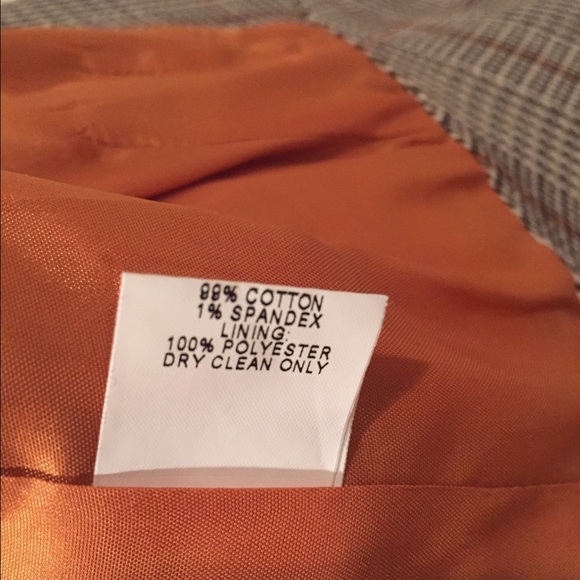 99% COTTON
1% SPANDEX
LINING:
100% POLYESTER
DRY CLEAN ONLY